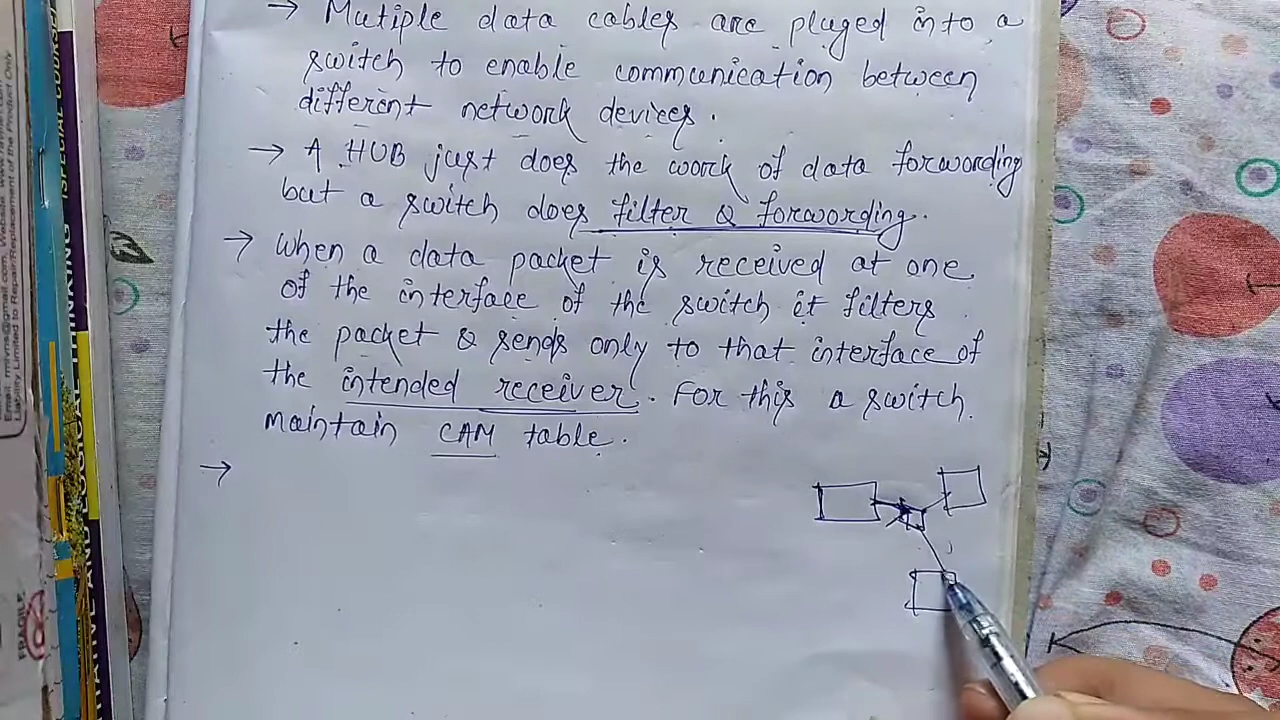 → Mutiple data cables are pluged into a
switch to enable communication between
different network devices.
→ A HUB just does the work of data forwording
but a switch does filter & forwording.
→ When a data packet is received at one
of the interface of the switch it filters
the packet & sends only to that interface of
the intended receiver. For this a switch
maintain CAM table.
→
FRAGILE